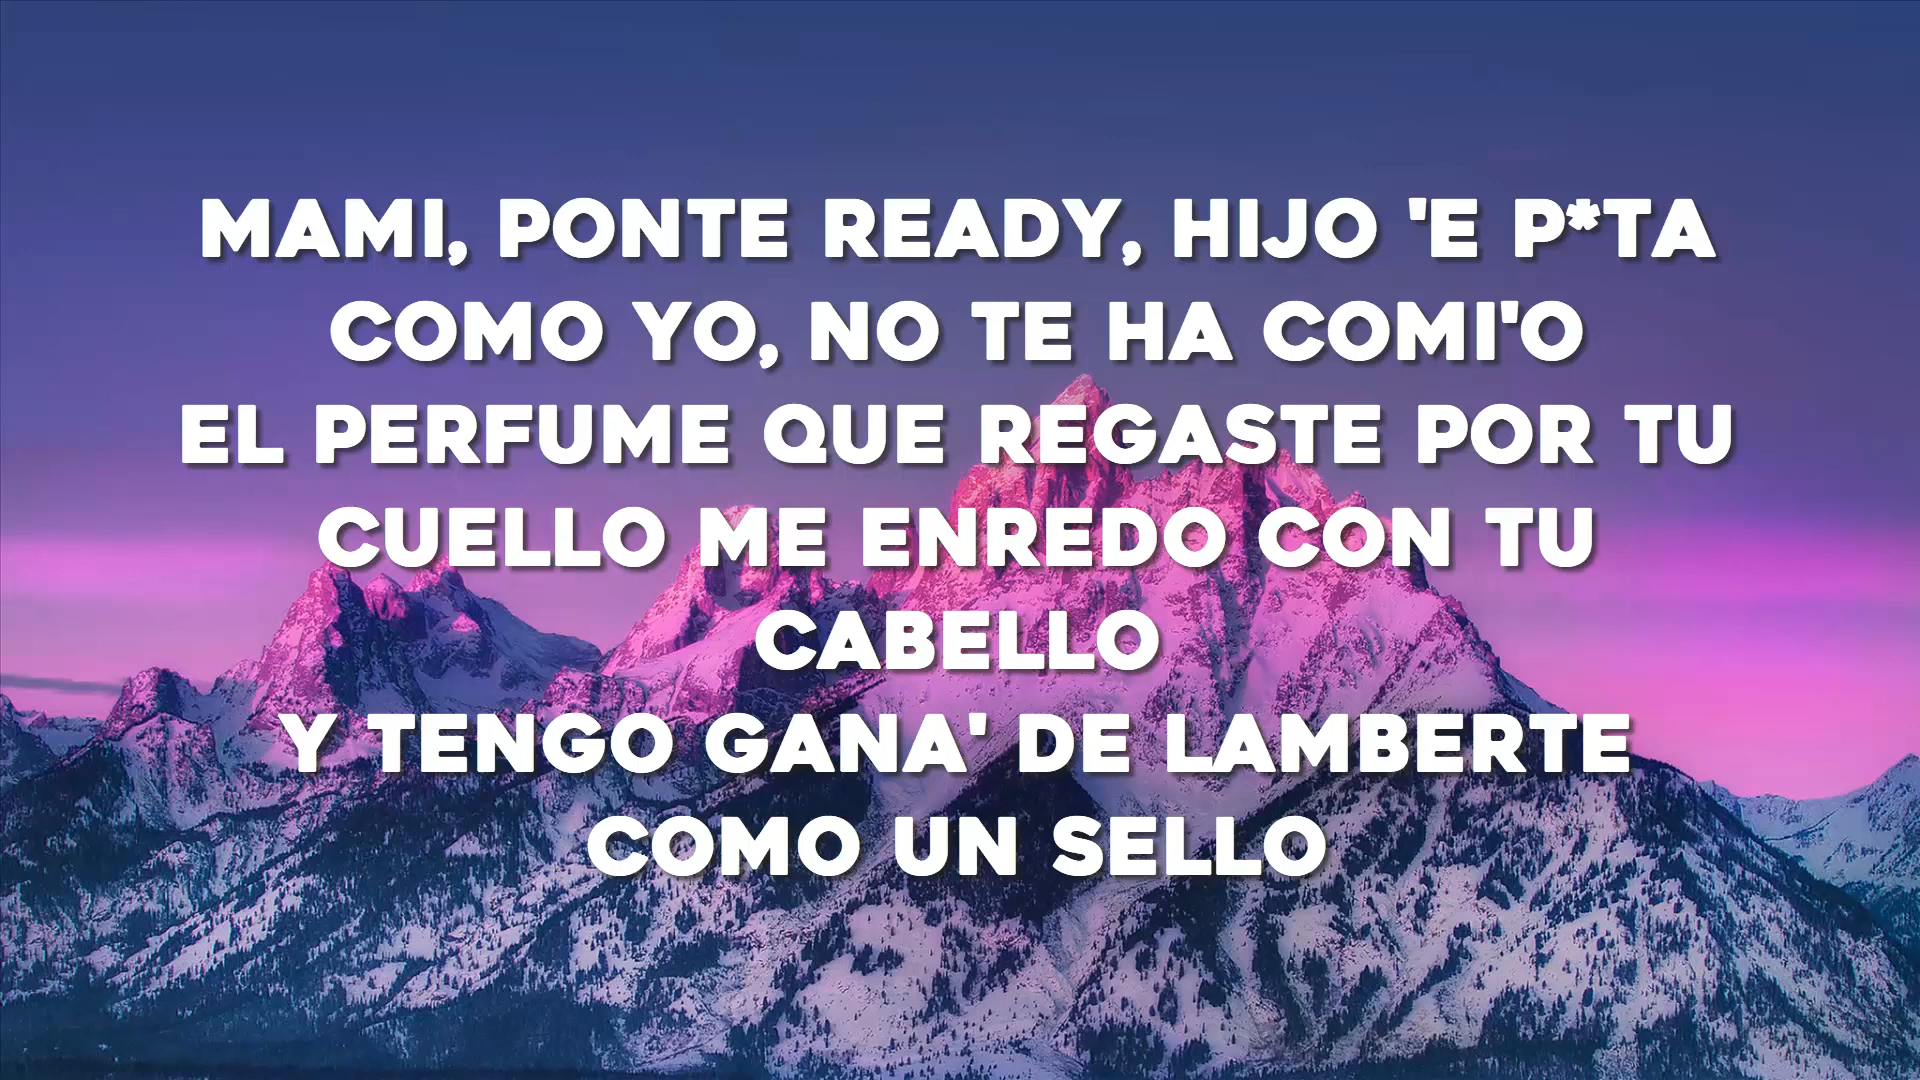 MAMI, PONTE READY, HIJO 'E P*TA
COMO YO, NO TE HA COMI'O
EL PERFUME QUE REGASTE POR TU
CUELLO ME ENREDO CON TU
CABELLO
Y TENGO GANA' DE LAMBERTE
COMO UN SELLO